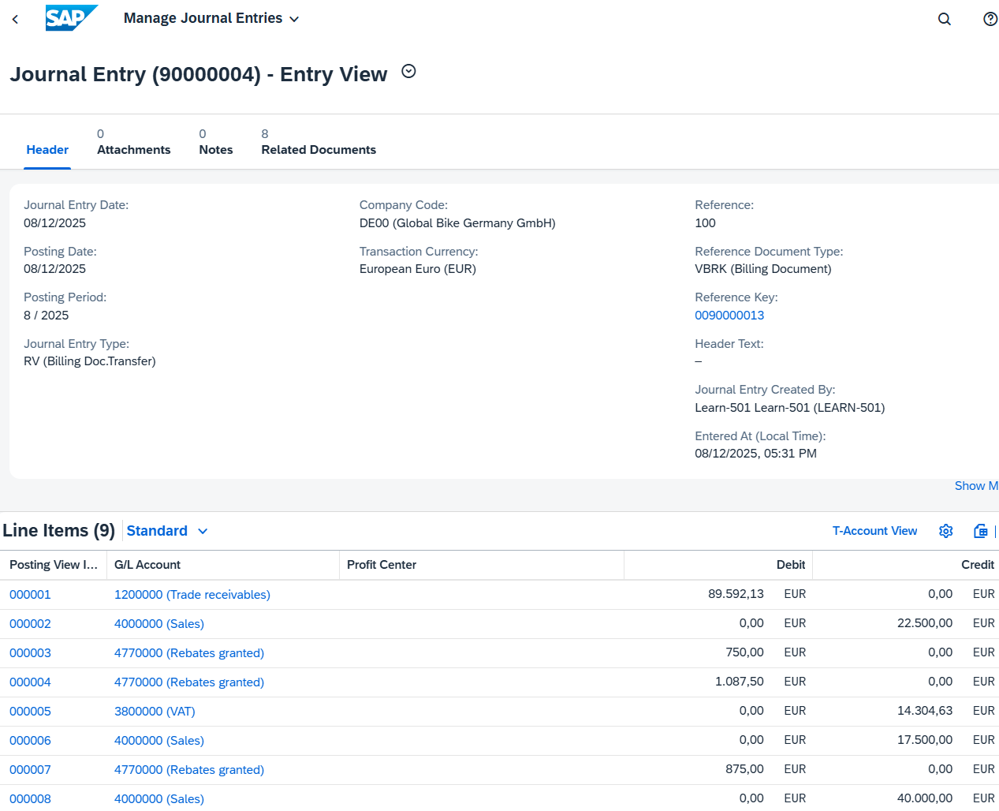 SAP Manage Journal Entries
Journal Entry (90000004) - Entry View
Header
0 Attachments
0 Notes
8 Related Documents
Journal Entry Date:
08/12/2025
Posting Date:
08/12/2025
Posting Period:
8 / 2025
Journal Entry Type:
RV (Billing Doc.Transfer)
Company Code:
DE00 (Global Bike Germany GmbH)
Transaction Currency:
European Euro (EUR)
Reference:
100
Reference Document Type:
VBRK (Billing Document)
Reference Key:
0090000013
Header Text:
–
Journal Entry Created By:
Learn-501 Learn-501 (LEARN-501)
Entered At (Local Time):
08/12/2025, 05:31 PM
Show M
Line Items (9) Standard T-Account View
Posting View I... G/L Account Profit Center Debit Credit
000001 1200000 (Trade receivables) 89.592,13 EUR 0,00 EUR
000002 4000000 (Sales) 0,00 EUR 22.500,00 EUR
000003 4770000 (Rebates granted) 750,00 EUR 0,00 EUR
000004 4770000 (Rebates granted) 1.087,50 EUR 0,00 EUR
000005 3800000 (VAT) 0,00 EUR 14.304,63 EUR
000006 4000000 (Sales) 0,00 EUR 17.500,00 EUR
000007 4770000 (Rebates granted) 875,00 EUR 0,00 EUR
000008 4000000 (Sales) 0,00 EUR 40.000,00 EUR